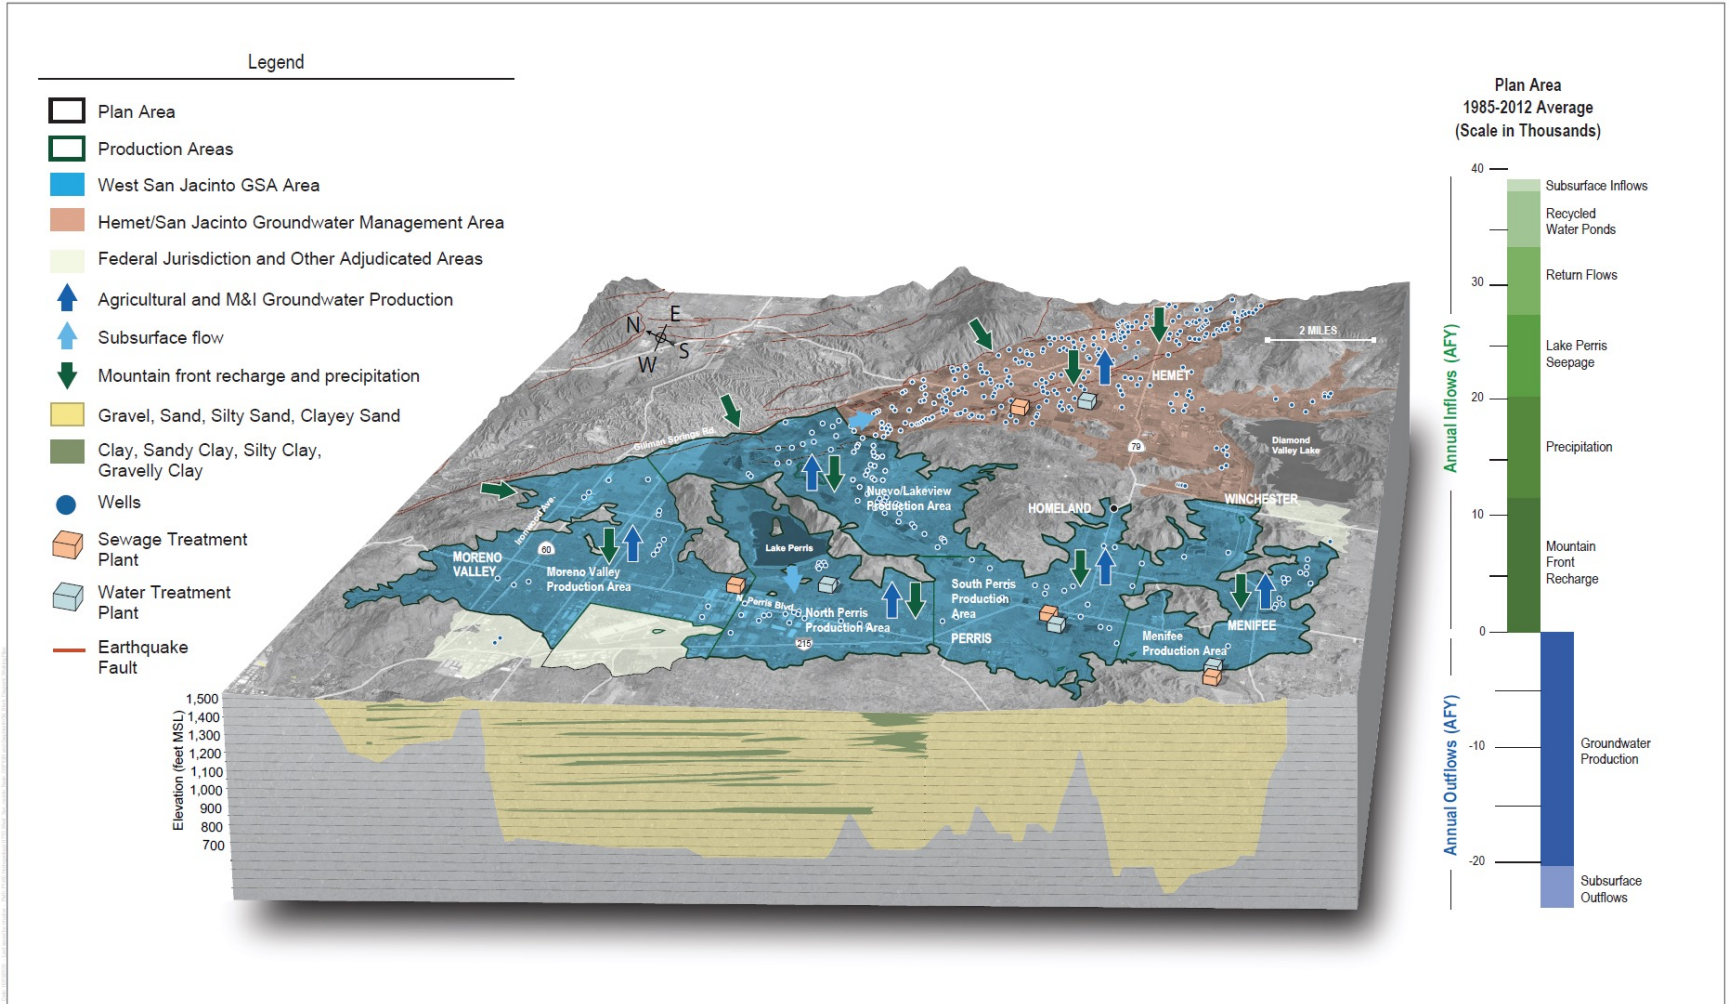 Legend
Plan Area
Production Areas
West San Jacinto GSA Area
Hemet/San Jacinto Groundwater Management Area
Federal Jurisdiction and Other Adjudicated Areas
Agricultural and M&I Groundwater Production
Subsurface flow
Mountain front recharge and precipitation
Gravel, Sand, Silty Sand, Clayey Sand
Clay, Sandy Clay, Silty Clay,
Gravelly Clay
Wells
Sewage Treatment
Plant
Water Treatment
Plant
Earthquake
Fault
N
E
S
W
2 MILES
HEMET
79
Diamond
Valley Lake
Gilman Springs Rd.
Ironwood Ave.
Nuevo/Lakeview
Production Area
HOMELAND
WINCHESTER
60
MORENO
VALLEY
Moreno Valley
Production Area
Lake Perris
N. Perris Blvd.
North Perris
Production Area
215
South Perris
Production
Area
PERRIS
Menifee
Production Area
MENIFEE
Elevation (feet MSL)
1,500
1,400
1,300
1,200
1,100
1,000
900
800
700
Plan Area
1985-2012 Average
(Scale in Thousands)
Annual Inflows (AFY)
Annual Outflows (AFY)
40
30
20
10
0
-10
-20
Subsurface Inflows
Recycled
Water Ponds
Return Flows
Lake Perris
Seepage
Precipitation
Mountain
Front
Recharge
Groundwater
Production
Subsurface
Outflows